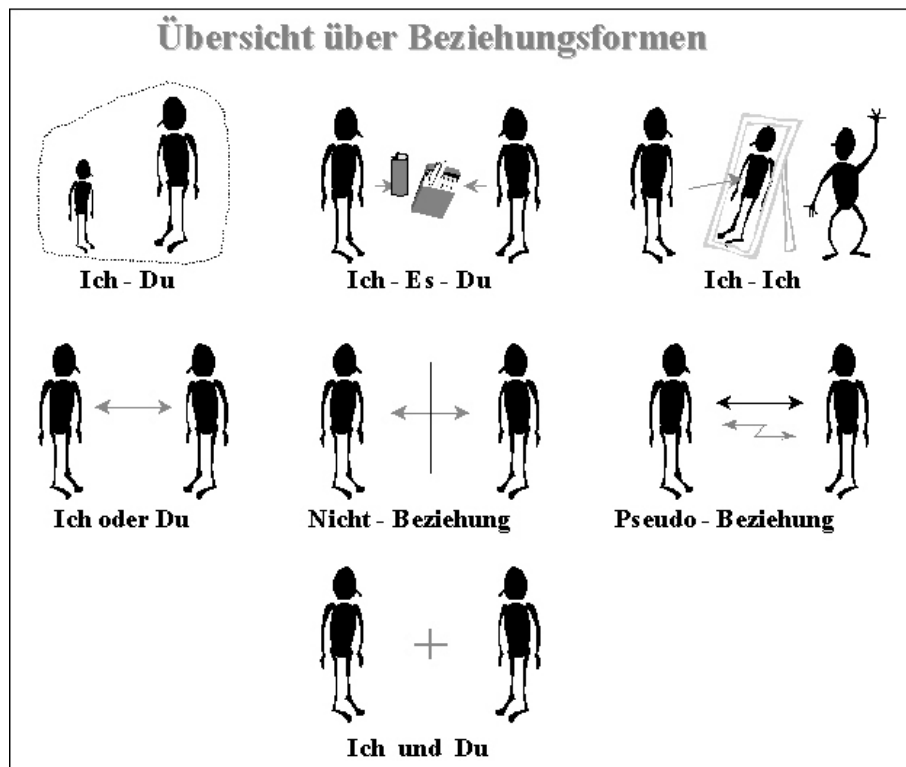 Übersicht über Beziehungsformen
Ich - Du
Ich - Es - Du
Ich - Ich
Ich oder Du
Nicht - Beziehung
Pseudo - Beziehung
Ich und Du